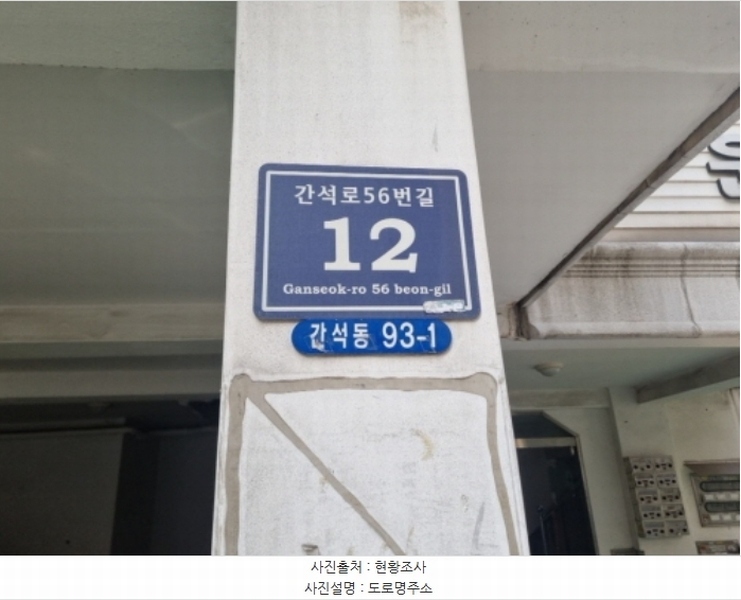 간석로56번길
12
Ganseok-ro 56 beon-gil
간석동 93-1
사진출처 : 현황조사
사진설명 : 도로명주소